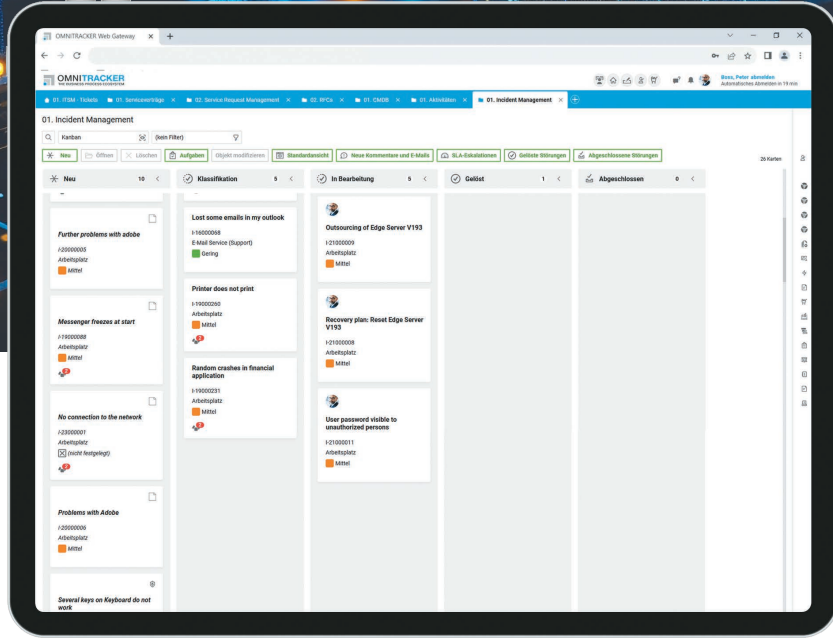 OMNITRACKER Web Gateway
OMNITRACKER
THE BUSINESS PROCESS ECOSYSTEM
Boss, Peter abmelden
Automatisches Abmelden in 19 min
01. ITSM - Tickets
01. Serviceverträge
02. Service Request Management
02. RFCs
01. CMDB
01. Aktivitäten
01. Incident Management
01. Incident Management
Kanban
(kein Filter)
Neu
Öffnen
Löschen
Aufgaben
Objekt modifizieren
Standardansicht
Neue Kommentare und E-Mails
SLA-Eskalationen
Gelöste Störungen
Abgeschlossene Störungen
26 Karten
Neu 10
Further problems with adobe
I-20000005
Arbeitsplatz
Mittel
Messenger freezes at start
I-19000088
Arbeitsplatz
Mittel
2
No connection to the network
I-23000001
Arbeitsplatz
(nicht festgelegt)
2
Problems with Adobe
I-20000006
Arbeitsplatz
Mittel
Several keys on Keyboard do not
work
Klassifikation 5
Lost some emails in my outlook
I-16000068
E-Mail Service (Support)
Gering
Printer does not print
I-19000260
Arbeitsplatz
Mittel
2
Random crashes in financial
application
I-19000231
Arbeitsplatz
Mittel
2
In Bearbeitung 5
Outsourcing of Edge Server V193
I-21000009
Arbeitsplatz
Mittel
Recovery plan: Reset Edge Server
V193
I-21000008
Arbeitsplatz
Mittel
User password visible to
unauthorized persons
I-21000011
Arbeitsplatz
Mittel
Gelöst 1
Abgeschlossen 0